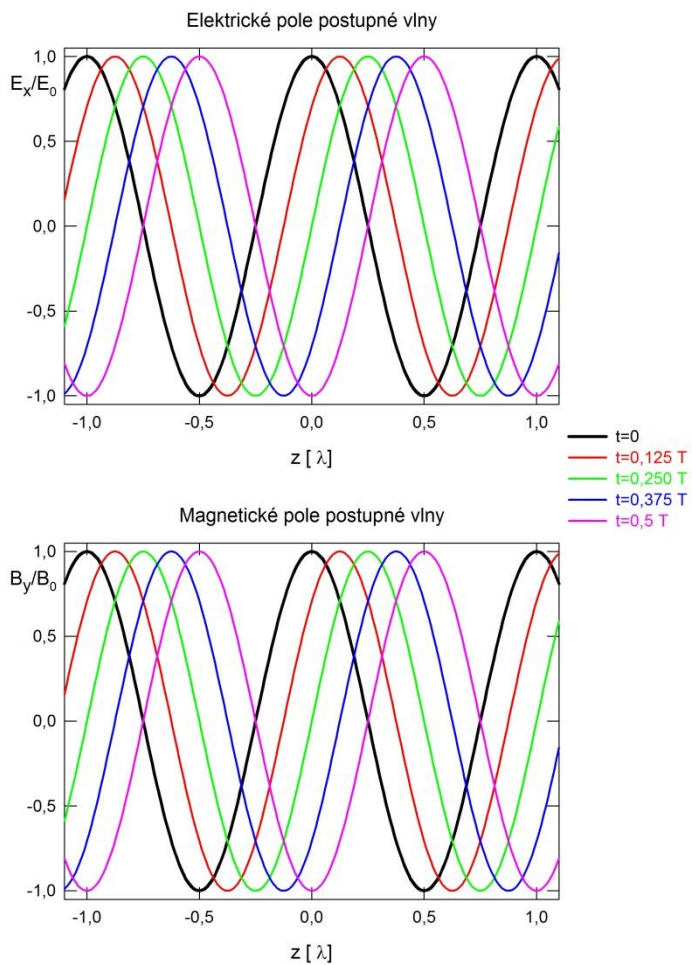 Elektrické pole postupné vlny
1,0
Eₓ/E₀
0,5
0,0
-0,5
-1,0
-1,0 -0,5 0,0 0,5 1,0
z [ λ]
t=0
t=0,125 T
t=0,250 T
t=0,375 T
t=0,5 T
Magnetické pole postupné vlny
1,0
B_y/B₀
0,5
0,0
-0,5
-1,0
-1,0 -0,5 0,0 0,5 1,0
z [ λ]